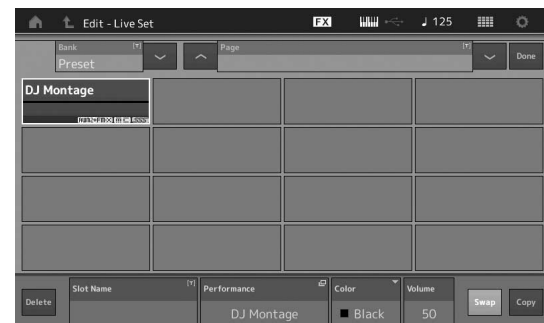 Edit - Live Set
FX
125
Bank [T]
Preset
Page [T]
Done
DJ Montage
Delete
Slot Name [T]
Performance
DJ Montage
Color
Black
Volume
50
Swap
Copy